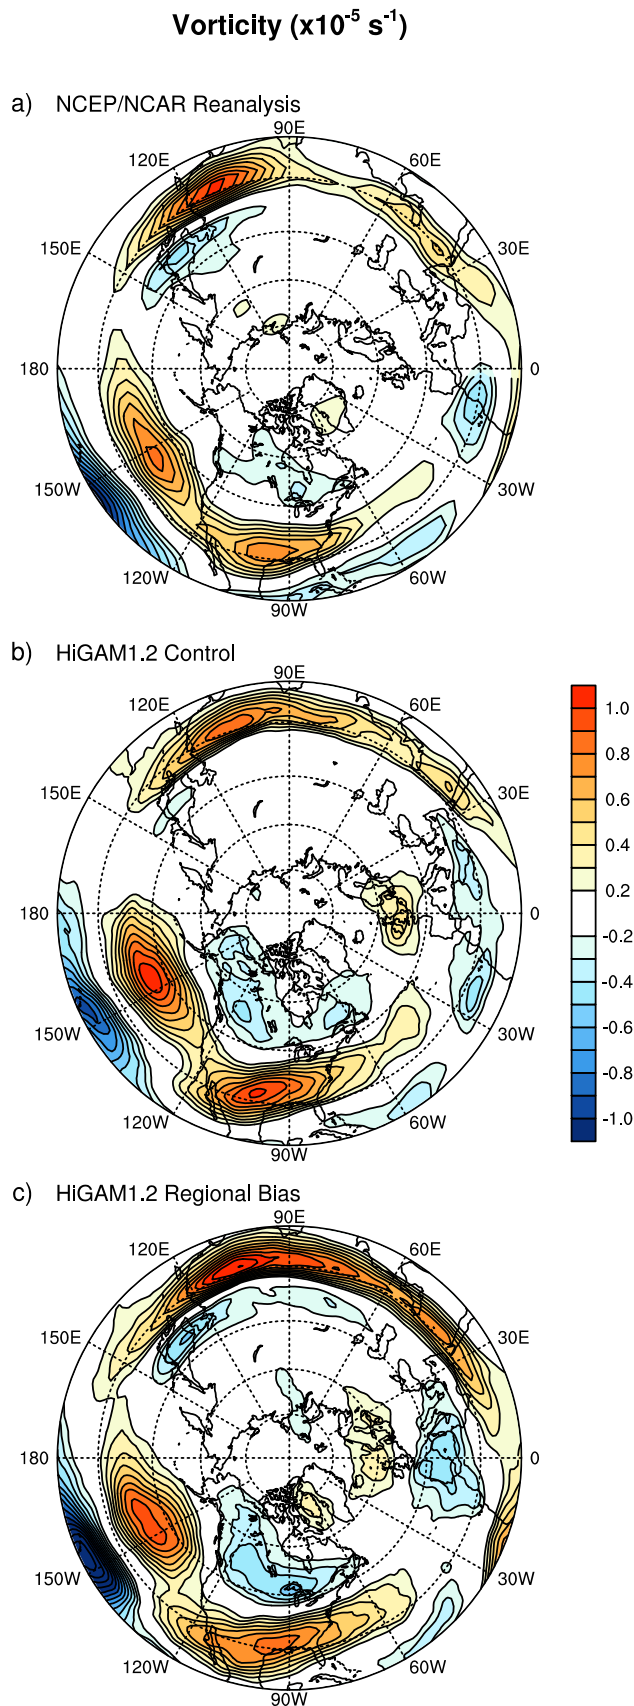 Vorticity (x10⁻⁵ s⁻¹)
a) NCEP/NCAR Reanalysis
90E
120E 60E
150E 30E
180 0
150W 30W
120W 60W
90W
b) HiGAM1.2 Control
90E
120E 60E
150E 30E
180 0
150W 30W
120W 60W
90W
1.0
0.8
0.6
0.4
0.2
-0.2
-0.4
-0.6
-0.8
-1.0
c) HiGAM1.2 Regional Bias
90E
120E 60E
150E 30E
180 0
150W 30W
120W 60W
90W